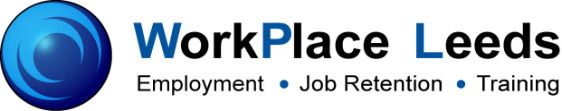 WorkPlace Leeds
Employment • Job Retention • Training